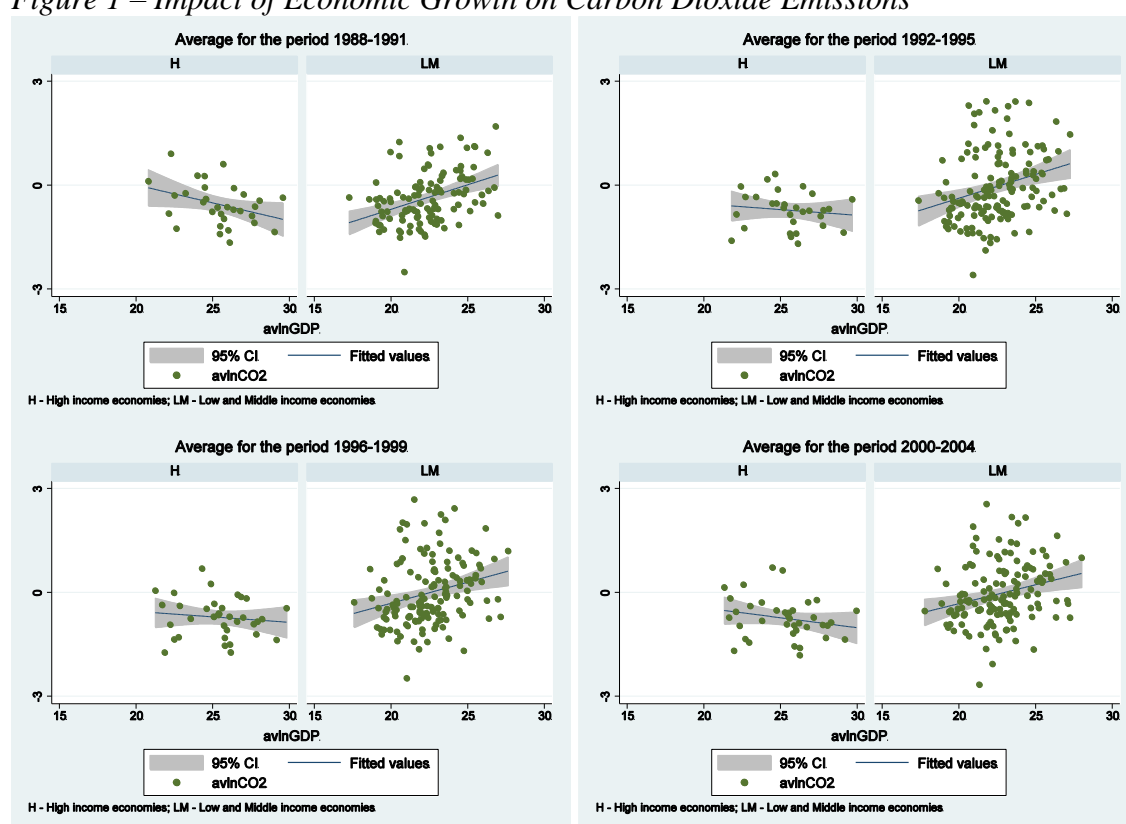 Figure 1 – Impact of Economic Growth on Carbon Dioxide Emissions
Average for the period 1988-1991
H
LM
3
0
-3
15 20 25 30 15 20 25 30
avlnGDP
95% CI
Fitted values
avlnCO2
H - High income economies; LM - Low and Middle income economies
Average for the period 1992-1995
H
LM
3
0
-3
15 20 25 30 15 20 25 30
avlnGDP
95% CI
Fitted values
avlnCO2
H - High income economies; LM - Low and Middle income economies
Average for the period 1996-1999
H
LM
3
0
-3
15 20 25 30 15 20 25 30
avlnGDP
95% CI
Fitted values
avlnCO2
H - High income economies; LM - Low and Middle income economies
Average for the period 2000-2004
H
LM
3
0
-3
15 20 25 30 15 20 25 30
avlnGDP
95% CI
Fitted values
avlnCO2
H - High income economies; LM - Low and Middle income economies